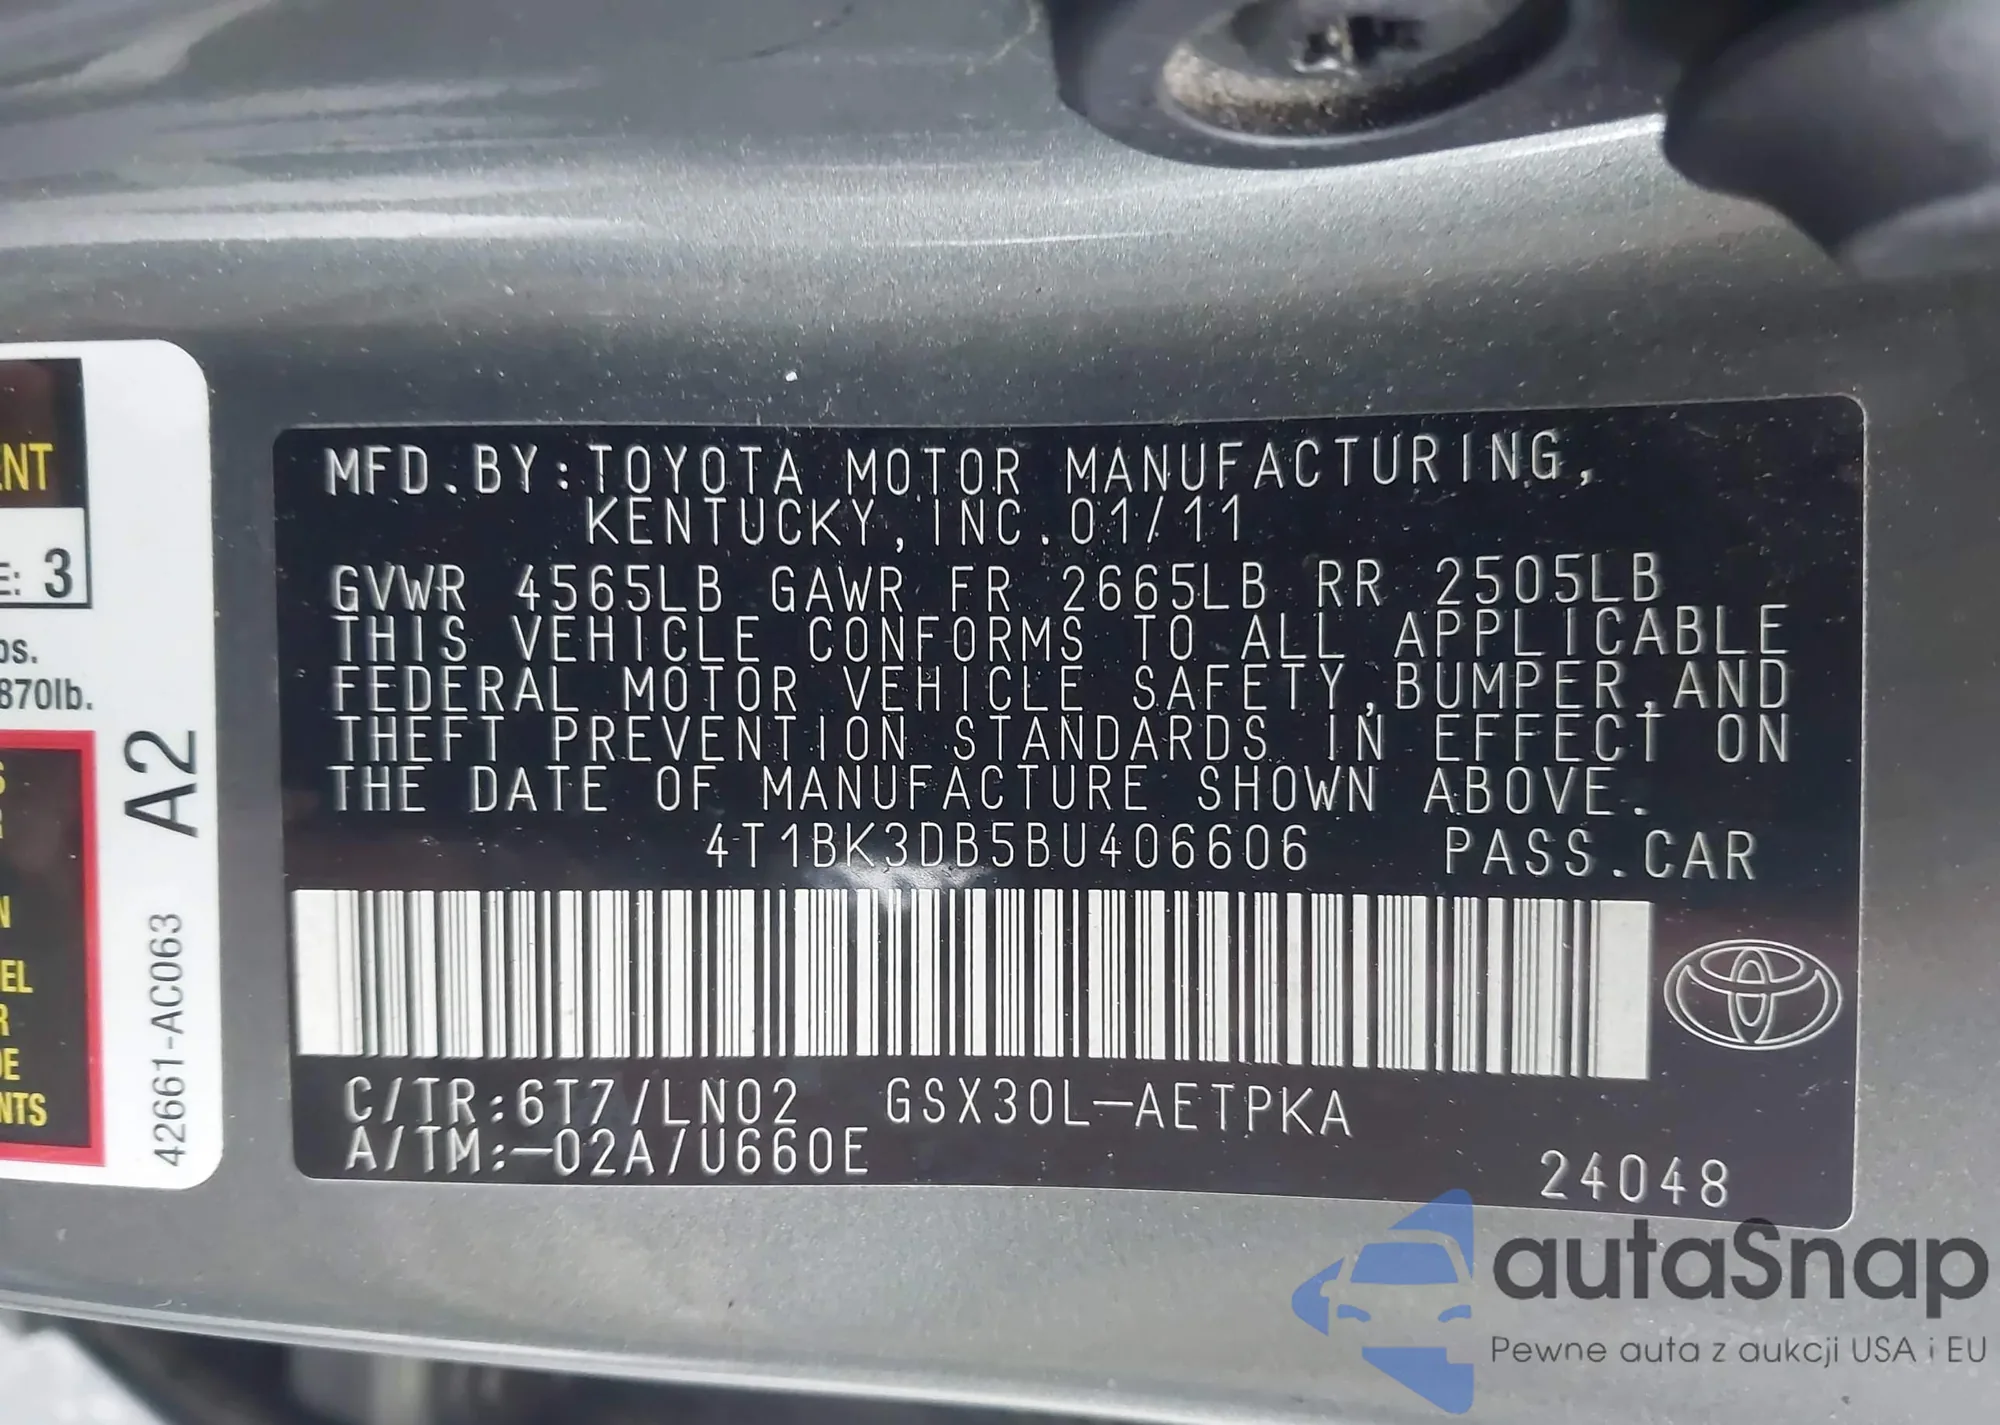 MFD.BY:TOYOTA MOTOR MANUFACTURING,
KENTUCKY,INC.01/11
GVWR 4565LB GAWR FR 2665LB RR 2505LB
THIS VEHICLE CONFORMS TO ALL APPLICABLE
FEDERAL MOTOR VEHICLE SAFETY,BUMPER,AND
THEFT PREVENTION STANDARDS IN EFFECT ON
THE DATE OF MANUFACTURE SHOWN ABOVE.
4T1BK3DB5BU406606 PASS.CAR
C/TR:6T7/LN02 GSX30L-AETPKA
A/TM:-02A/U660E
24048
E: 3
870lb.
A2
42661-AC063
autaSnap
Pewne auta z aukcji USA i EU